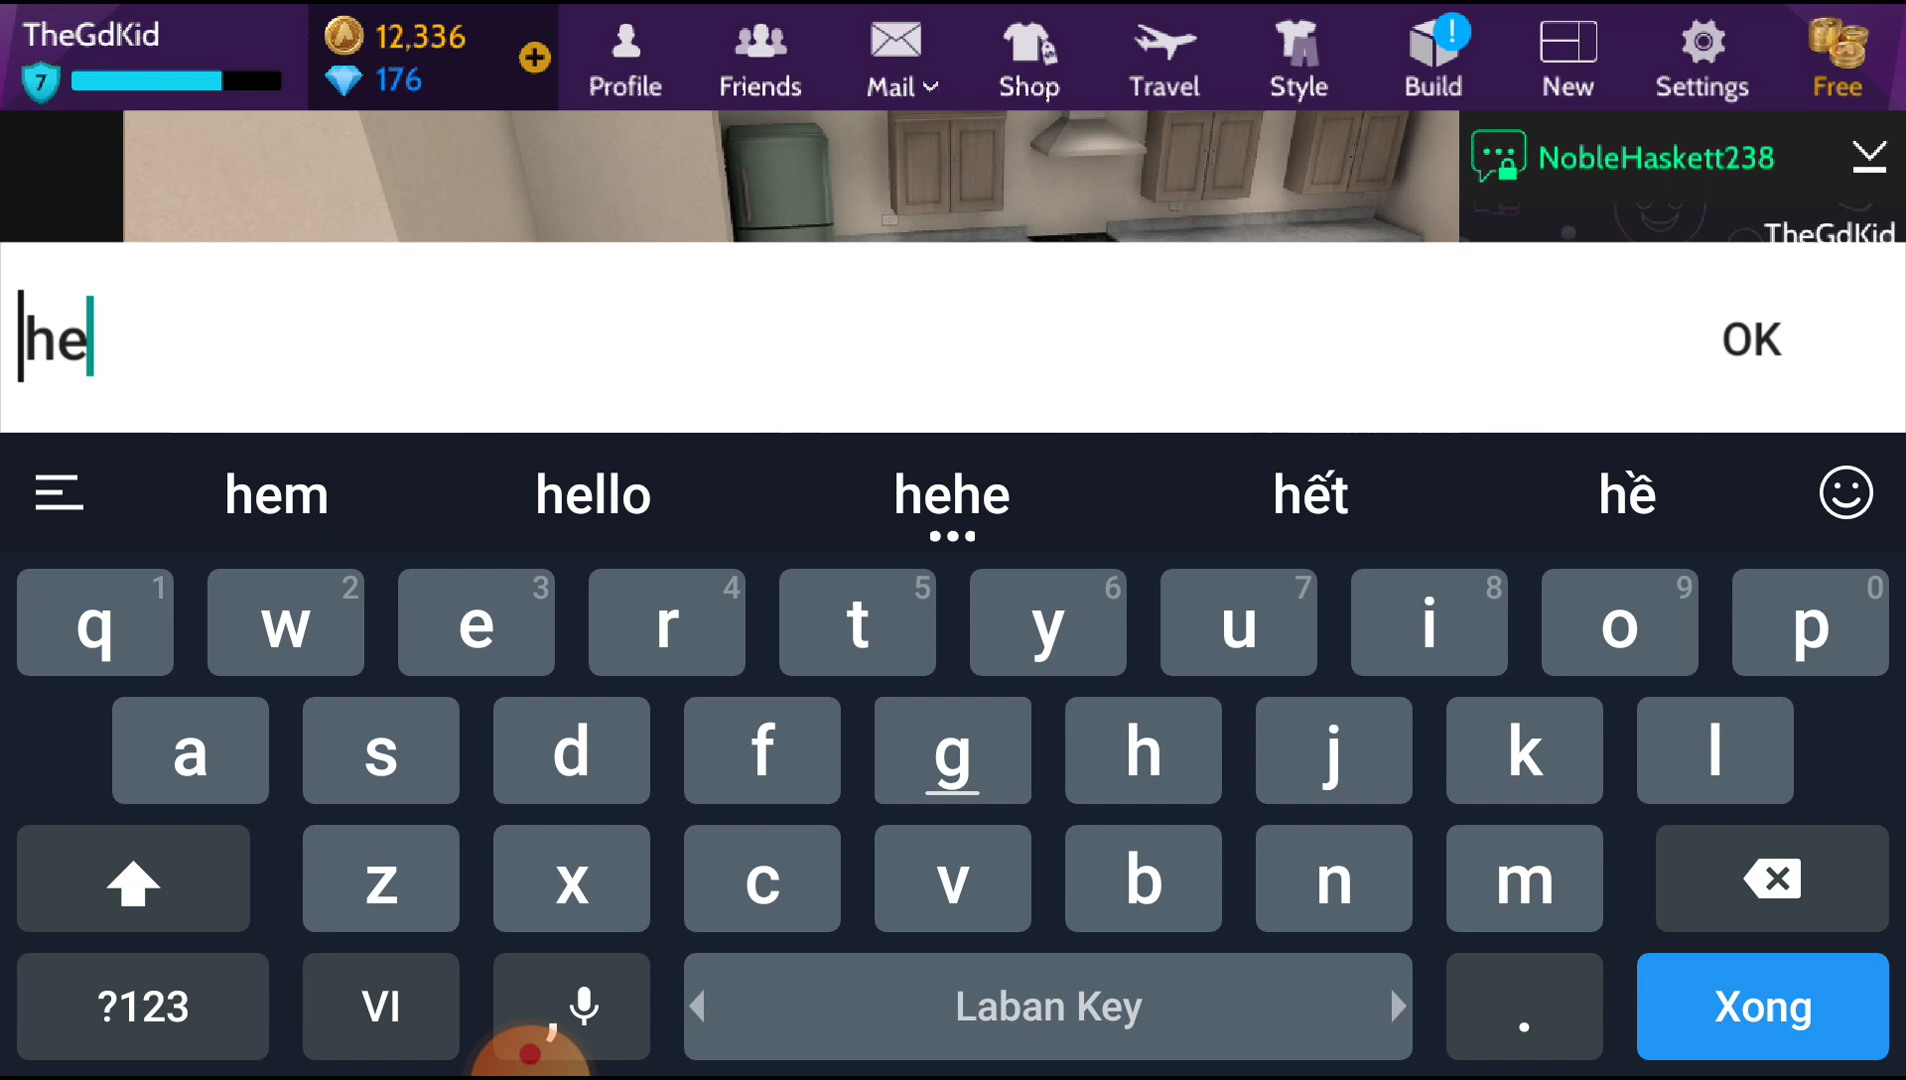 TheGdKid
7
12,336
176
Profile
Friends
Mail
Shop
Travel
Style
Build
!
New
Settings
Free
NobleHaskett238
TheGdKid
he
OK
hem hello hehe hết hề
q 1 w 2 e 3 r 4 t 5 y 6 u 7 i 8 o 9 p 0
a s d f g h j k l
z x c v b n m
?123 VI , Laban Key . Xong